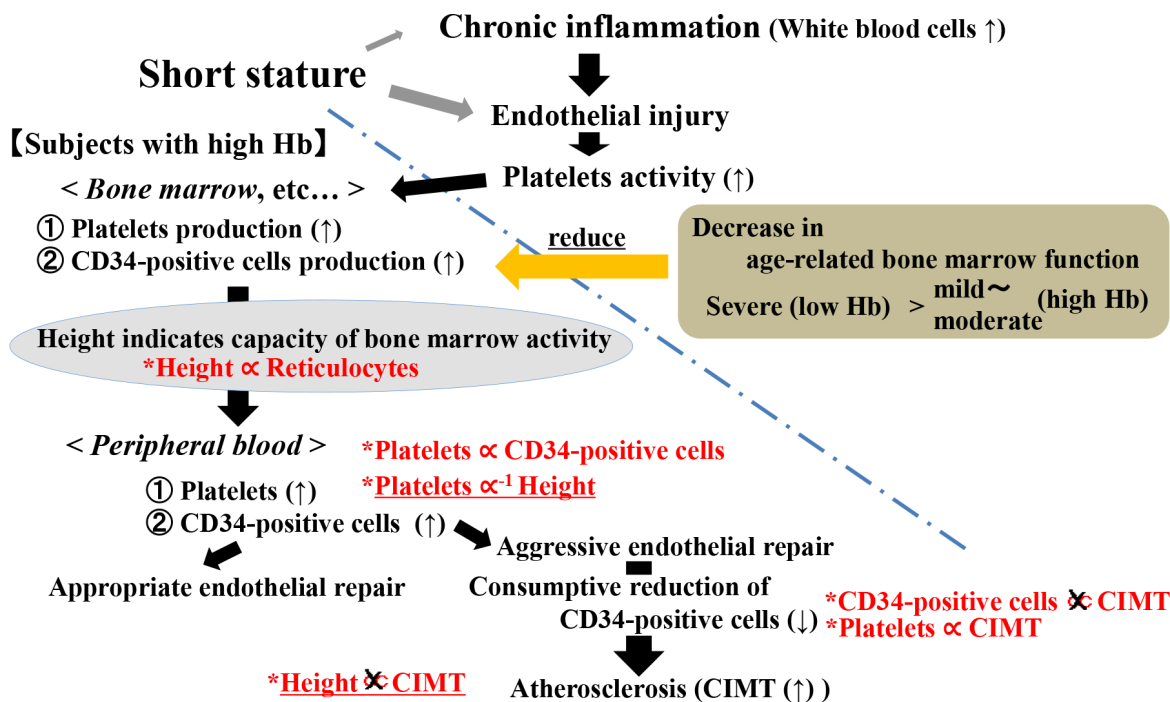 Chronic inflammation (White blood cells ↑)
Short stature
Endothelial injury
【Subjects with high Hb】
Platelets activity (↑)
< Bone marrow, etc… >
① Platelets production (↑)
② CD34-positive cells production (↑)
reduce
Decrease in
age-related bone marrow function
Severe (low Hb) > mild～ (high Hb)
moderate
Height indicates capacity of bone marrow activity
*Height ∝ Reticulocytes
< Peripheral blood >
*Platelets ∝ CD34-positive cells
*Platelets ∝⁻¹ Height
① Platelets (↑)
② CD34-positive cells (↑)
Appropriate endothelial repair
Aggressive endothelial repair
Consumptive reduction of
CD34-positive cells (↓)
*CD34-positive cells ∝ CIMT
*Platelets ∝ CIMT
*Height ∝ CIMT
Atherosclerosis (CIMT (↑) )